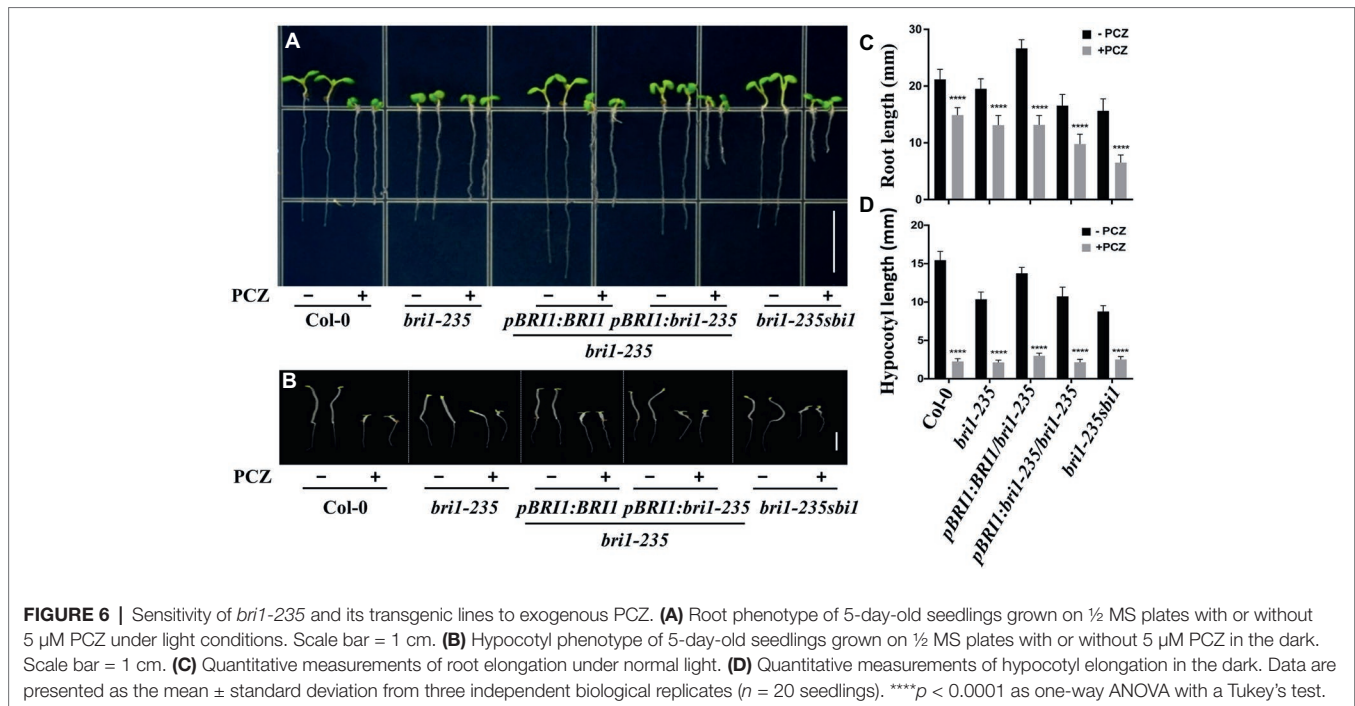 A
PCZ − + − + − + − + − +
Col-0 bri1-235 pBRI1:BRI1 pBRI1:bri1-235 bri1-235sbi1
bri1-235
B
PCZ − + − + − + − + − +
Col-0 bri1-235 pBRI1:BRI1 pBRI1:bri1-235 bri1-235sbi1
bri1-235
C
Root length (mm)
30
20
10
0
- PCZ
+PCZ
**** **** **** **** ****
D
Hypocotyl length (mm)
20
15
10
5
0
- PCZ
+PCZ
**** **** **** **** ****
Col-0
bri1-235
pBRI1:BRI1/bri1-235
pBRI1:bri1-235/bri1-235
bri1-235sbi1
FIGURE 6 | Sensitivity of bri1-235 and its transgenic lines to exogenous PCZ. (A) Root phenotype of 5-day-old seedlings grown on ½ MS plates with or without
5 μM PCZ under light conditions. Scale bar = 1 cm. (B) Hypocotyl phenotype of 5-day-old seedlings grown on ½ MS plates with or without 5 μM PCZ in the dark.
Scale bar = 1 cm. (C) Quantitative measurements of root elongation under normal light. (D) Quantitative measurements of hypocotyl elongation in the dark. Data are
presented as the mean ± standard deviation from three independent biological replicates (n = 20 seedlings). ****p < 0.0001 as one-way ANOVA with a Tukey's test.